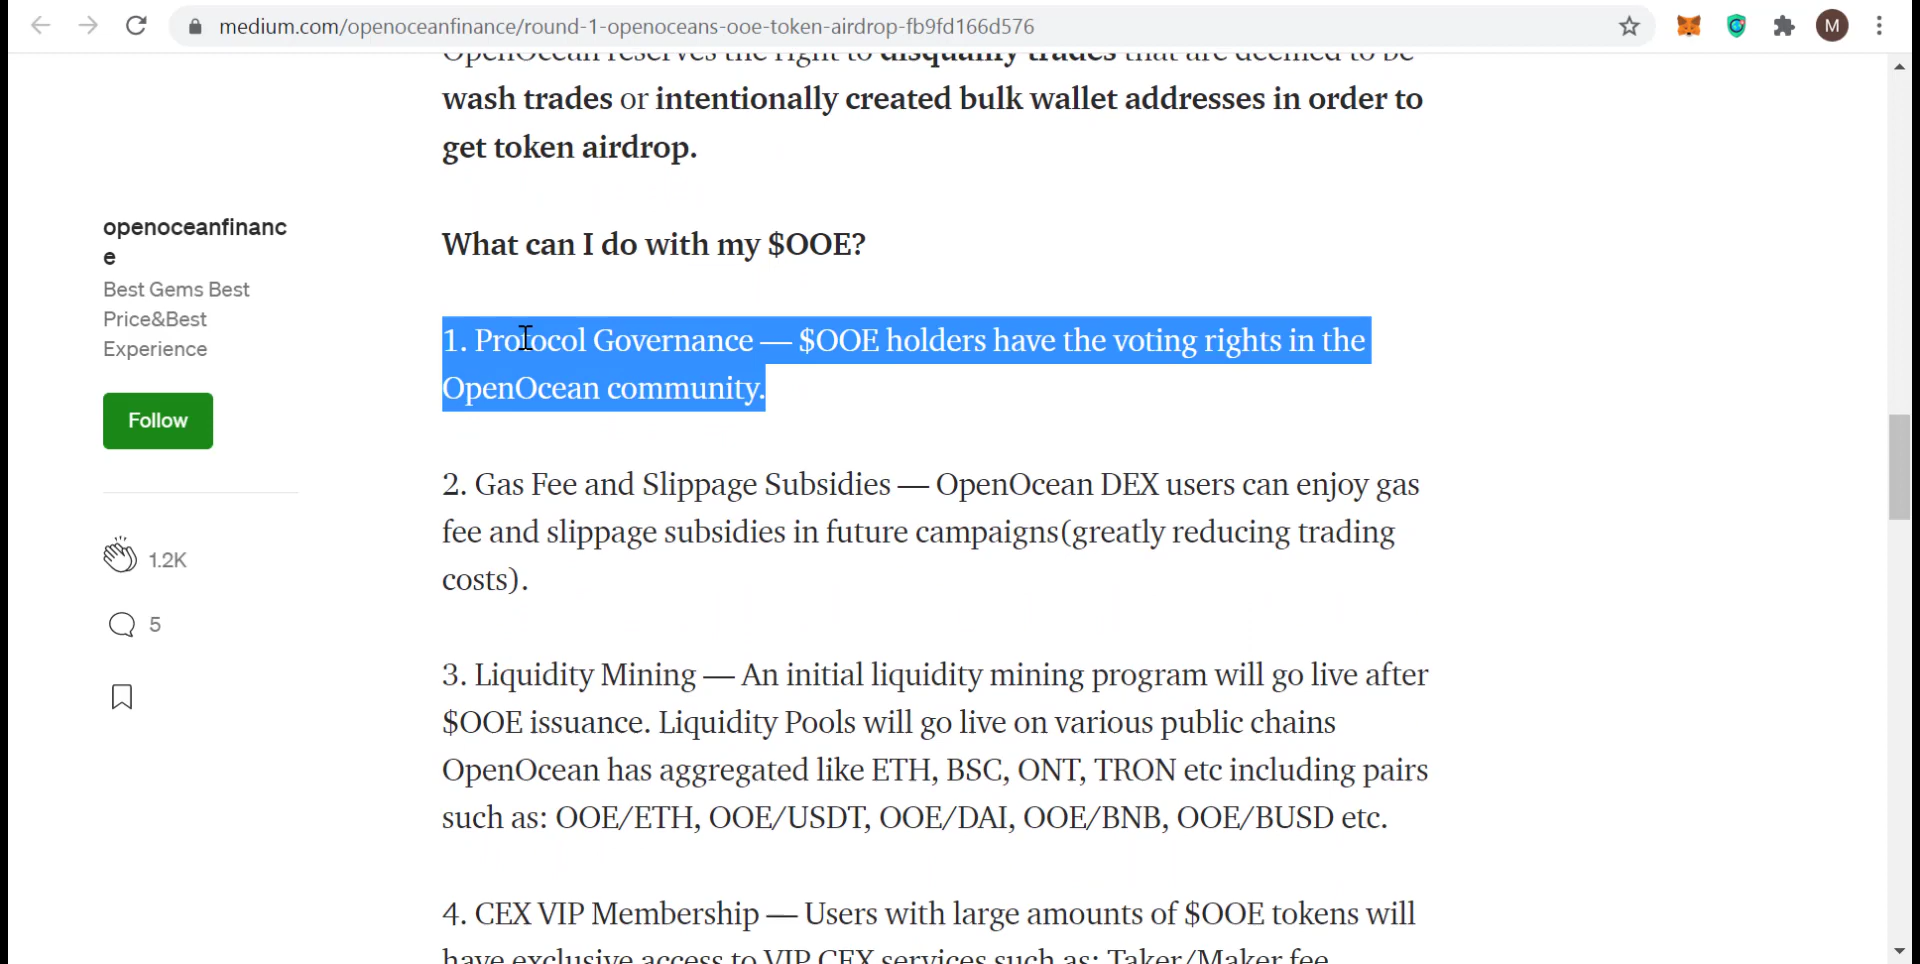 medium.com/openoceanfinance/round-1-openoceans-ooe-token-airdrop-fb9fd166d576
M
OpenOcean reserves the right to disqualify trades that are deemed to be
wash trades or intentionally created bulk wallet addresses in order to
get token airdrop.
openoceanfinanc
e
Best Gems Best
Price&Best
Experience
Follow
1.2K
5
What can I do with my $OOE?
1. Protocol Governance — $OOE holders have the voting rights in the
OpenOcean community.
2. Gas Fee and Slippage Subsidies — OpenOcean DEX users can enjoy gas
fee and slippage subsidies in future campaigns(greatly reducing trading
costs).
3. Liquidity Mining — An initial liquidity mining program will go live after
$OOE issuance. Liquidity Pools will go live on various public chains
OpenOcean has aggregated like ETH, BSC, ONT, TRON etc including pairs
such as: OOE/ETH, OOE/USDT, OOE/DAI, OOE/BNB, OOE/BUSD etc.
4. CEX VIP Membership — Users with large amounts of $OOE tokens will
have exclusive access to VIP CEX services such as: Taker/Maker fee